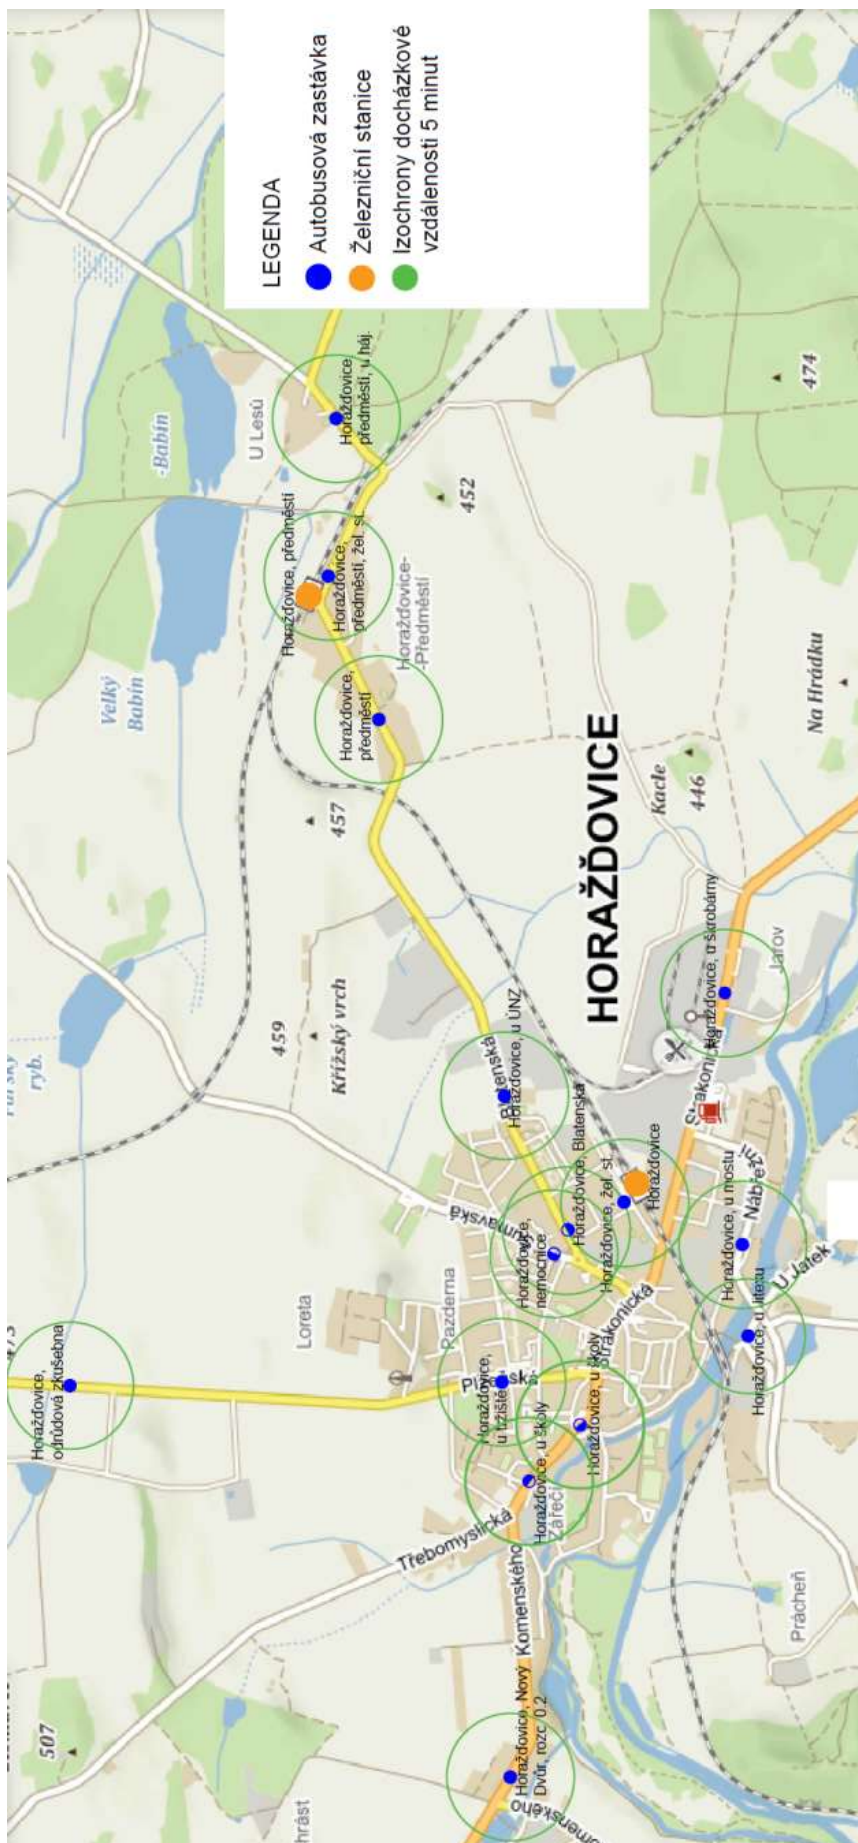 LEGENDA
Autobusová zastávka
Železniční stanice
Izochrony docházkové
vzdálenosti 5 minut
HORAŽĎOVICE
507
Třebomyslická
Komenského
Horažďovice, Nový
Dvůr, rozc.0.2
Prácheň
Zářečí
Horažďovice, u školy
Horažďovice, u školy
Horažďovice,
odrůdová zkušebna
Horažďovice,
u tržiště
Loreta
Pazderna
Strakonická
Horažďovice,
nemocnice
Horažďovice, Blatenská
Horažďovice, žel. st.
Horažďovice
Horažďovice, u mostu
Nábřežní
U Jatek
Horažďovice, u ÚNZ
Blatenská
Strakonická
Horažďovice, u škrobárny
Jarov
459
Křížský vrch
ryb.
457
Kacle
446
Na Hrádku
Velký
Babín
-Babín
U Lesů
Horažďovice,
předměstí
Horažďovice-
-Předměstí
Horažďovice, předměstí
Horažďovice,
předměstí, žel. st.
Horažďovice,
předměstí, u háj.
452
474